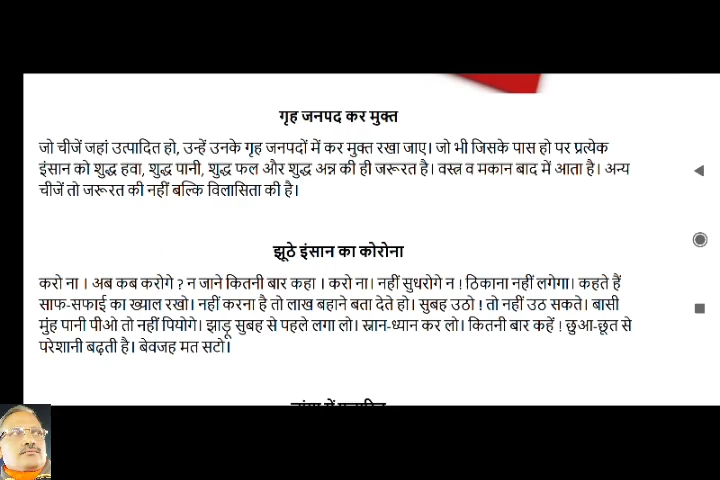 गृह जनपद कर मुक्त
जो चीजें जहां उत्पादित हो, उन्हें उनके गृह जनपदों में कर मुक्त रखा जाए। जो भी जिसके पास हो पर प्रत्येक
इंसान को शुद्ध हवा, शुद्ध पानी, शुद्ध फल और शुद्ध अन्न की ही जरूरत है। वस्त्र व मकान बाद में आता है। अन्य
चीजें तो जरूरत की नहीं बल्कि विलासिता की है।
झूठे इंसान का कोरोना
करो ना । अब कब करोगे ? न जाने कितनी बार कहा । करो ना। नहीं सुधरोगे न ! ठिकाना नहीं लगेगा। कहते हैं
साफ-सफाई का ख्याल रखो। नहीं करना है तो लाख बहाने बता देते हो। सुबह उठो ! तो नहीं उठ सकते। बासी
मुंह पानी पीओ तो नहीं पियोगे। झाड़ू सुबह से पहले लगा लो। स्नान-ध्यान कर लो। कितनी बार कहें ! छुआ-छूत से
परेशानी बढ़ती है। बेवजह मत सटो।